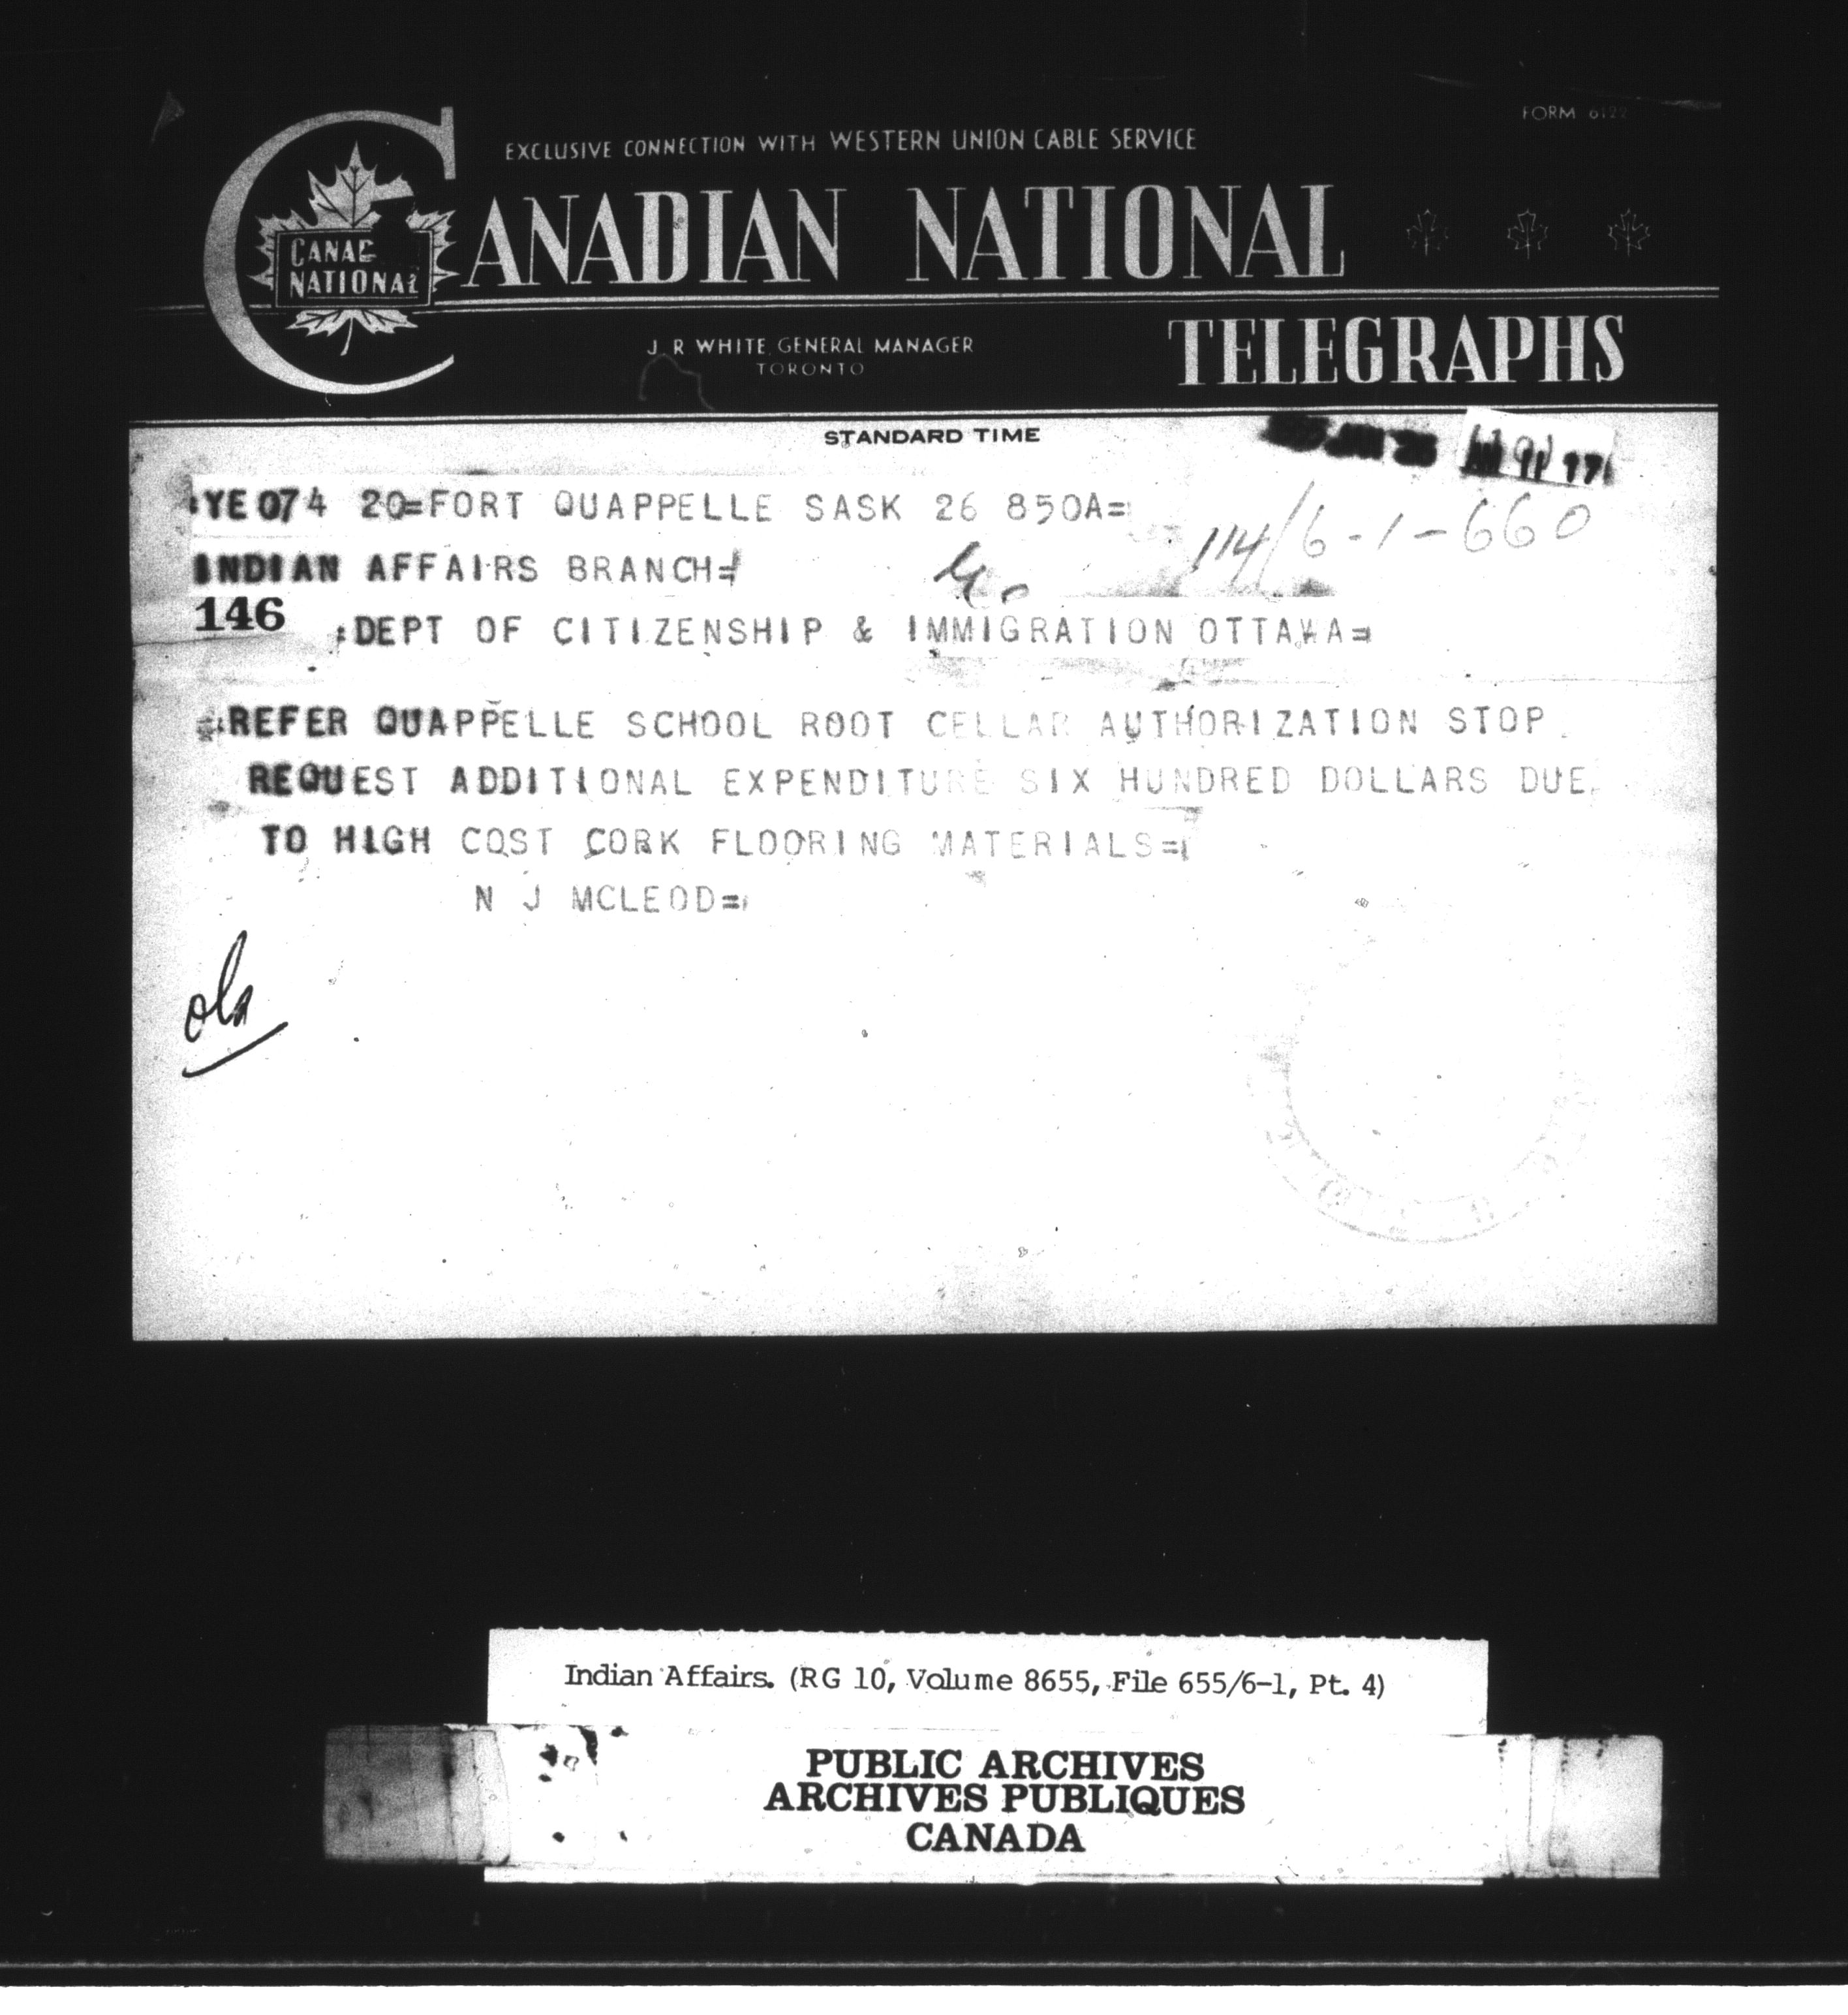 FORM 6122
EXCLUSIVE CONNECTION WITH WESTERN UNION CABLE SERVICE
CANADIAN NATIONAL
CANAD
NATIONAL
TELEGRAPHS
J. R. WHITE, GENERAL MANAGER
TORONTO
STANDARD TIME
YE074 20=FORT QUAPPELLE SASK 26 850A=
114/6-1-660
INDIAN AFFAIRS BRANCH=
146
:DEPT OF CITIZENSHIP & IMMIGRATION OTTAWA=
REFER QUAPPELLE SCHOOL ROOT CELLAR AUTHORIZATION STOP
REQUEST ADDITIONAL EXPENDITURE SIX HUNDRED DOLLARS DUE
TO HIGH COST CORK FLOORING MATERIALS=
N J MCLEOD=
Indian Affairs. (RG 10, Volume 8655, File 655/6-1, Pt. 4)
PUBLIC ARCHIVES
ARCHIVES PUBLIQUES
CANADA